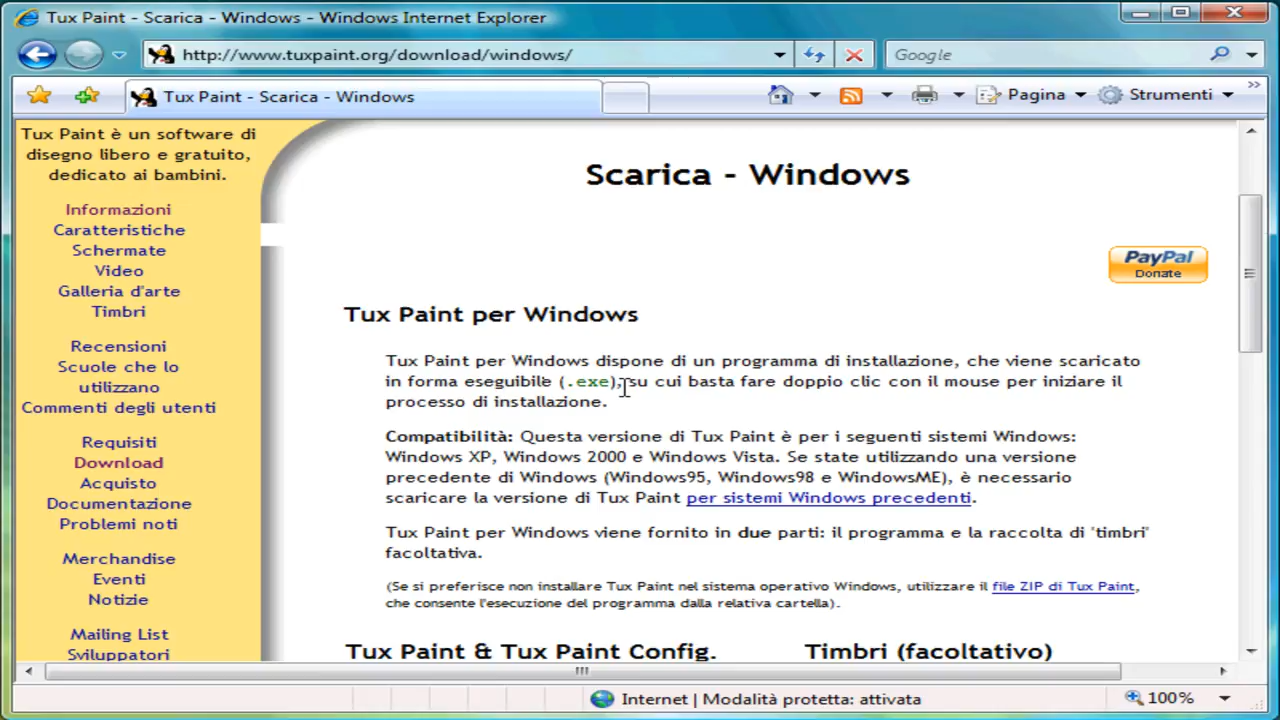 Tux Paint - Scarica - Windows - Windows Internet Explorer
http://www.tuxpaint.org/download/windows/
Google
Tux Paint - Scarica - Windows
Pagina
Strumenti
Tux Paint è un software di
disegno libero e gratuito,
dedicato ai bambini.
Informazioni
Caratteristiche
Schermate
Video
Galleria d'arte
Timbri
Recensioni
Scuole che lo
utilizzano
Commenti degli utenti
Requisiti
Download
Acquisto
Documentazione
Problemi noti
Merchandise
Eventi
Notizie
Mailing List
Sviluppatori
Scarica - Windows
PayPal
Donate
Tux Paint per Windows
Tux Paint per Windows dispone di un programma di installazione, che viene scaricato
in forma eseguibile (.exe), su cui basta fare doppio clic con il mouse per iniziare il
processo di installazione.
Compatibilità: Questa versione di Tux Paint è per i seguenti sistemi Windows:
Windows XP, Windows 2000 e Windows Vista. Se state utilizzando una versione
precedente di Windows (Windows95, Windows98 e WindowsME), è necessario
scaricare la versione di Tux Paint per sistemi Windows precedenti.
Tux Paint per Windows viene fornito in due parti: il programma e la raccolta di 'timbri'
facoltativa.
(Se si preferisce non installare Tux Paint nel sistema operativo Windows, utilizzare il file ZIP di Tux Paint,
che consente l'esecuzione del programma dalla relativa cartella).
Tux Paint & Tux Paint Config.
Timbri (facoltativo)
Internet | Modalità protetta: attivata
100%